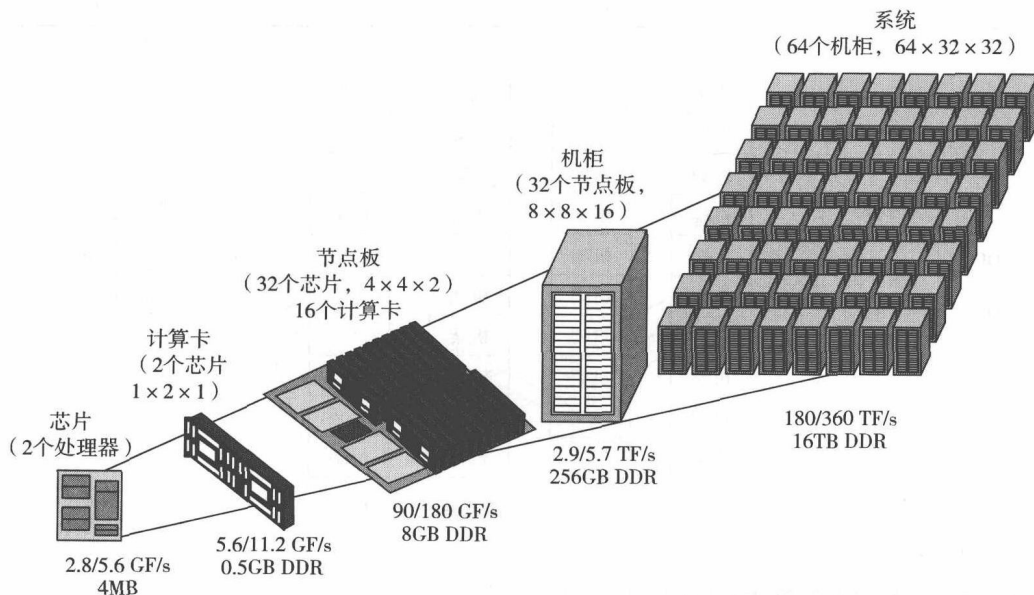 系统
（64个机柜，64×32×32）
机柜
（32个节点板，
8×8×16）
节点板
（32个芯片，4×4×2）
16个计算卡
计算卡
（2个芯片
1×2×1）
芯片
（2个处理器）
180/360 TF/s
16TB DDR
2.9/5.7 TF/s
256GB DDR
90/180 GF/s
8GB DDR
5.6/11.2 GF/s
0.5GB DDR
2.8/5.6 GF/s
4MB